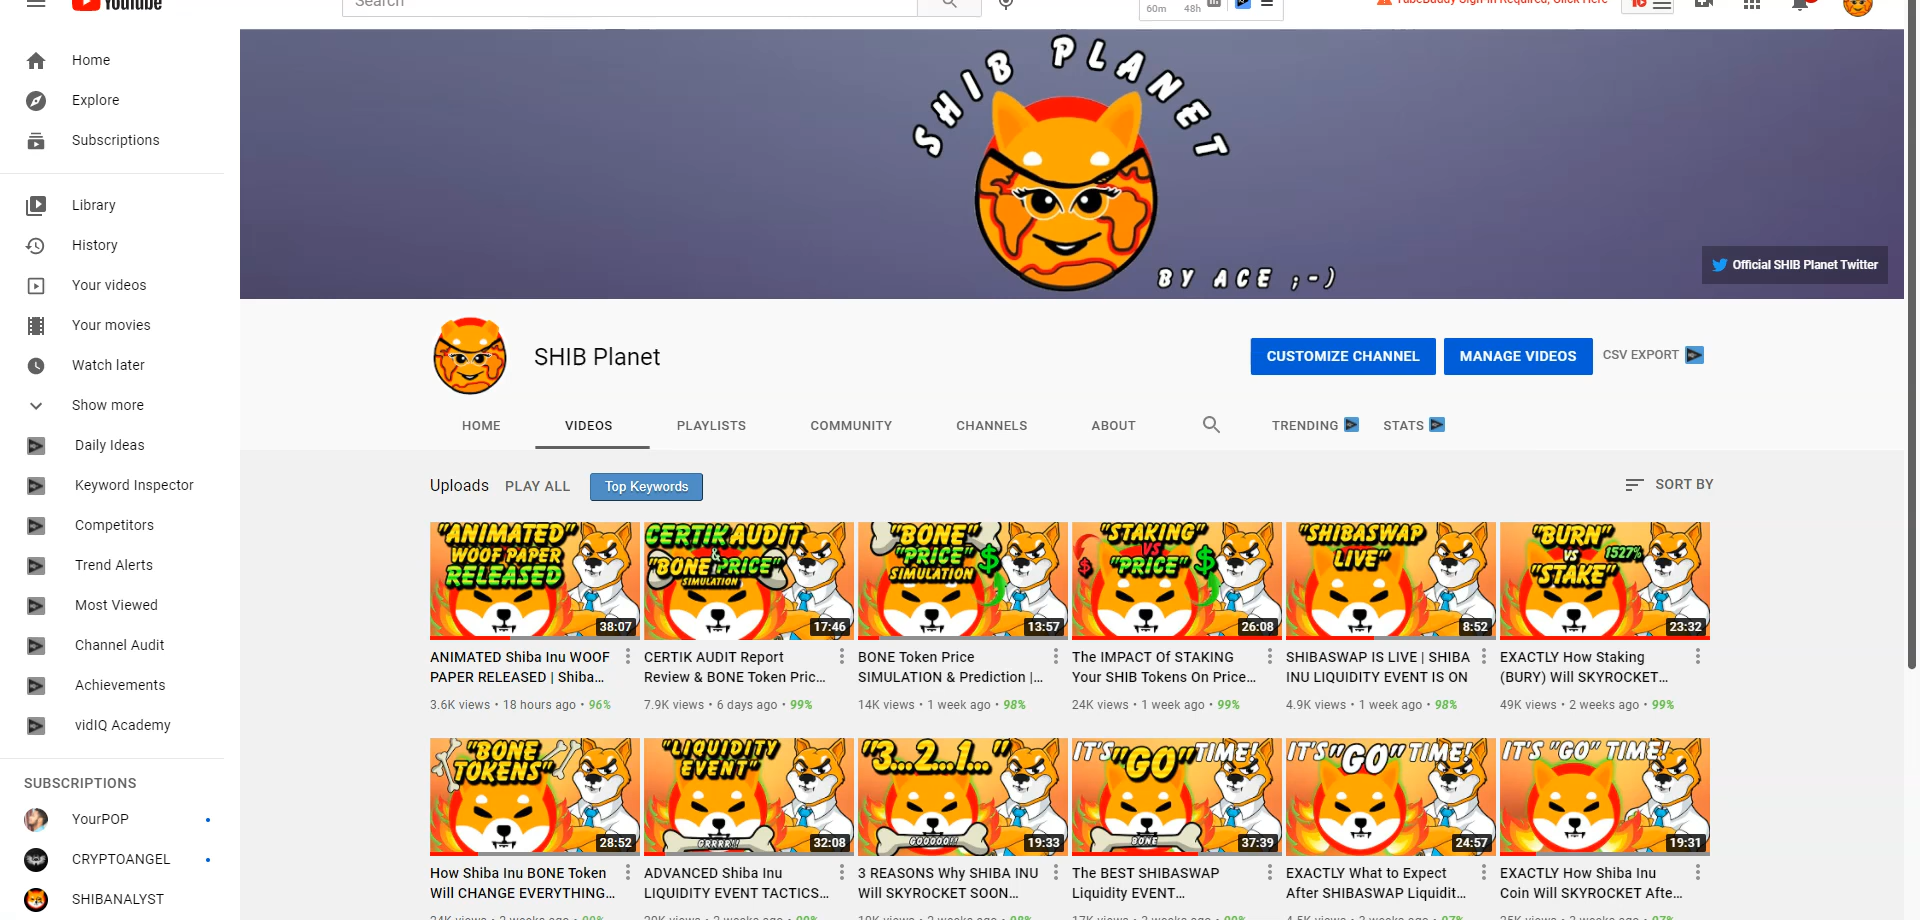 YouTube
Search
60m 48h
TubeBuddy Sign-in Required, Click Here
Home
Explore
Subscriptions
Library
History
Your videos
Your movies
Watch later
Show more
Daily Ideas
Keyword Inspector
Competitors
Trend Alerts
Most Viewed
Channel Audit
Achievements
vidIQ Academy
SUBSCRIPTIONS
YourPOP
CRYPTOANGEL
SHIBANALYST
SHIB PLANET
BY ACE ;-)
Official SHIB Planet Twitter
SHIB Planet
CUSTOMIZE CHANNEL MANAGE VIDEOS CSV EXPORT
HOME VIDEOS PLAYLISTS COMMUNITY CHANNELS ABOUT TRENDING STATS
Uploads PLAY ALL Top Keywords SORT BY
"ANIMATED"
WOOF PAPER
RELEASED
38:07
ANIMATED Shiba Inu WOOF
PAPER RELEASED | Shiba...
3.6K views • 18 hours ago • 96%
CERTIK AUDIT
&
"BONE PRICE"
SIMULATION
17:46
CERTIK AUDIT Report
Review & BONE Token Pric...
7.9K views • 6 days ago • 99%
"BONE"
"PRICE" $
SIMULATION
13:57
BONE Token Price
SIMULATION & Prediction |...
14K views • 1 week ago • 98%
"STAKING"
VS
$ "PRICE" $
26:08
The IMPACT Of STAKING
Your SHIB Tokens On Price...
24K views • 1 week ago • 99%
"SHIBASWAP
LIVE"
8:52
SHIBASWAP IS LIVE | SHIBA
INU LIQUIDITY EVENT IS ON
4.9K views • 1 week ago • 98%
"BURN"
VS 1527%
"STAKE"
23:32
EXACTLY How Staking
(BURY) Will SKYROCKET...
49K views • 2 weeks ago • 99%
"BONE
TOKENS"
28:52
How Shiba Inu BONE Token
Will CHANGE EVERYTHING...
"LIQUIDITY
EVENT"
GRRRR!!
32:08
ADVANCED Shiba Inu
LIQUIDITY EVENT TACTICS...
"3...2...1..."
GOOOOO!!
19:33
3 REASONS Why SHIBA INU
Will SKYROCKET SOON...
IT'S "GO" TIME!
BONE
37:39
The BEST SHIBASWAP
Liquidity EVENT...
IT'S "GO" TIME!
24:57
EXACTLY What to Expect
After SHIBASWAP Liquidit...
IT'S "GO" TIME!
19:31
EXACTLY How Shiba Inu
Coin Will SKYROCKET Afte...